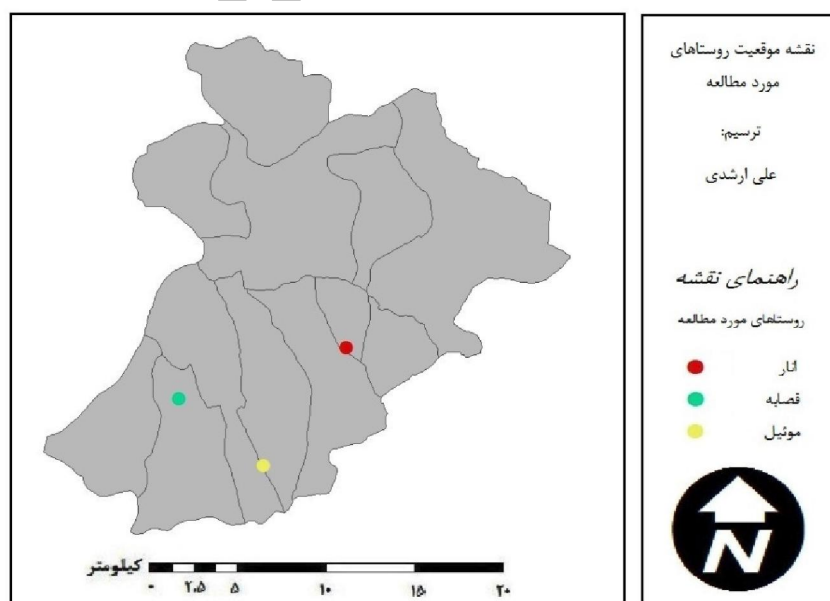 نقشه موقعیت روستاهای
مورد مطالعه
ترسیم:
علی ارشدی
راهنمای نقشه
روستاهای مورد مطالعه
انار
قصابه
موئیل
N
کیلومتر
۰ ۲.۵ ۵ ۱۰ ۱۵ ۲۰